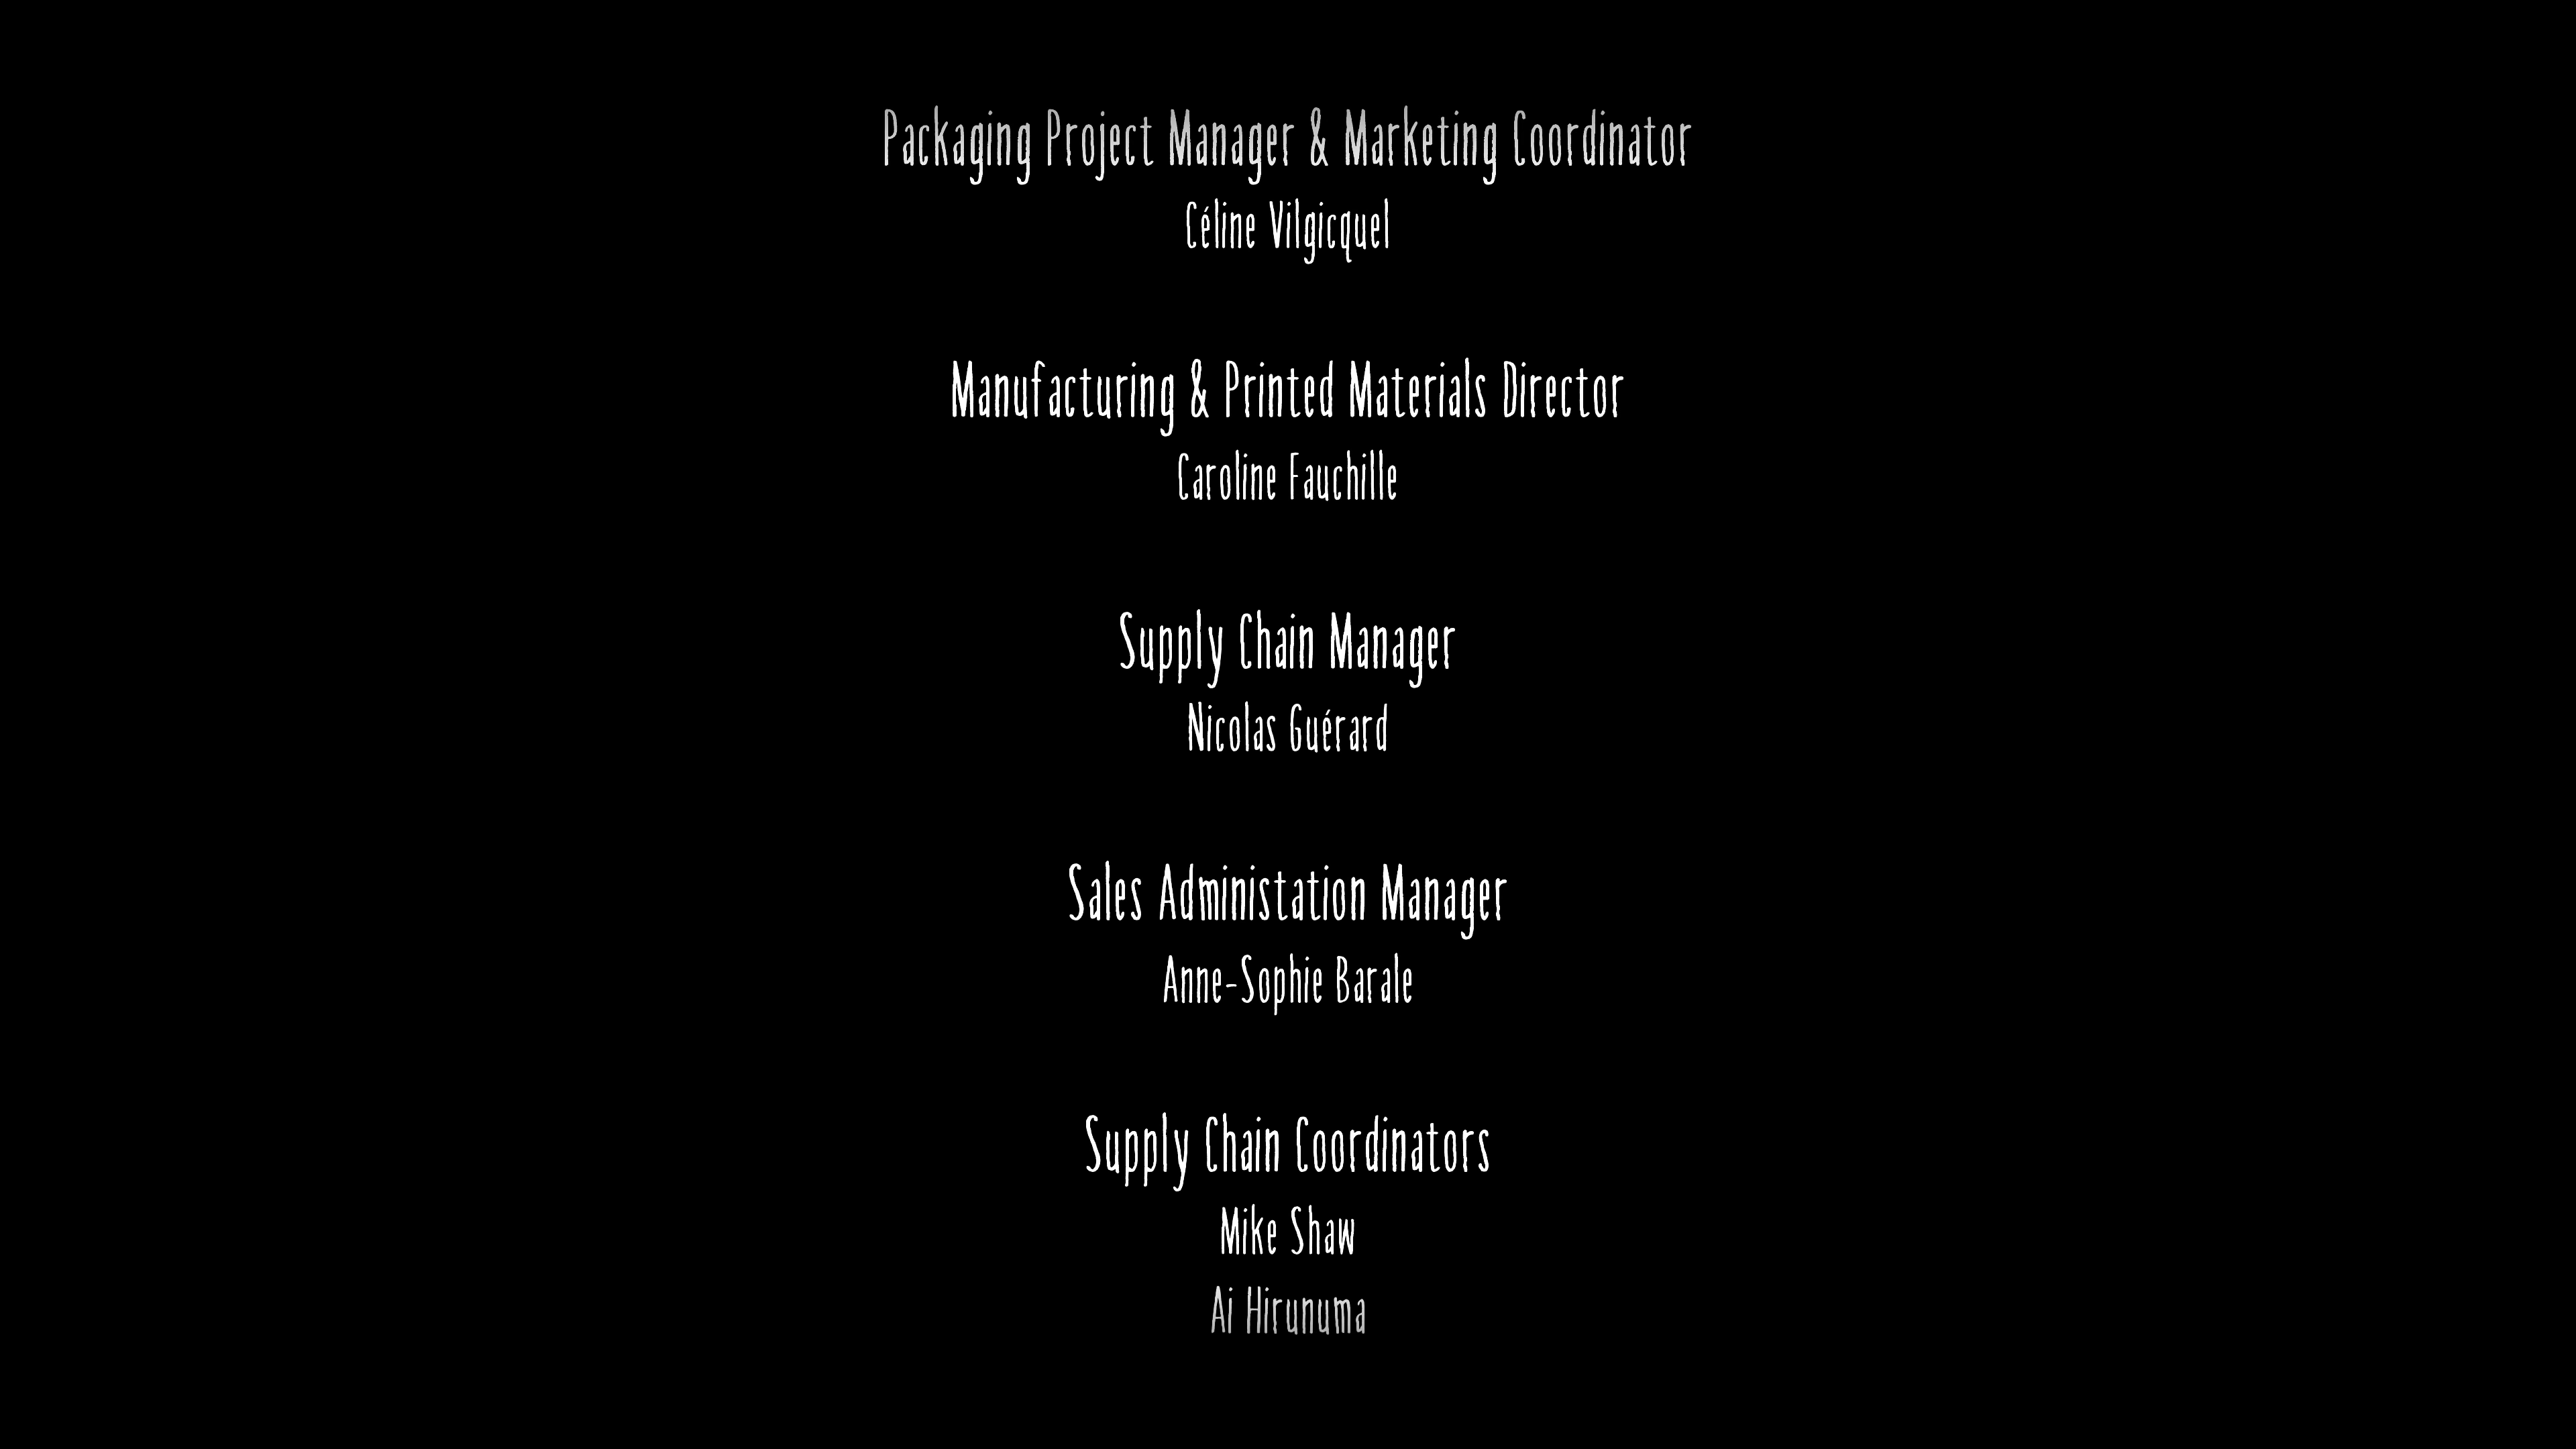 Packaging Project Manager & Marketing Coordinator
Céline Vilgicquel
Manufacturing & Printed Materials Director
Caroline Fauchille
Supply Chain Manager
Nicolas Guérard
Sales Administation Manager
Anne-Sophie Barale
Supply Chain Coordinators
Mike Shaw
Ai Hirunuma